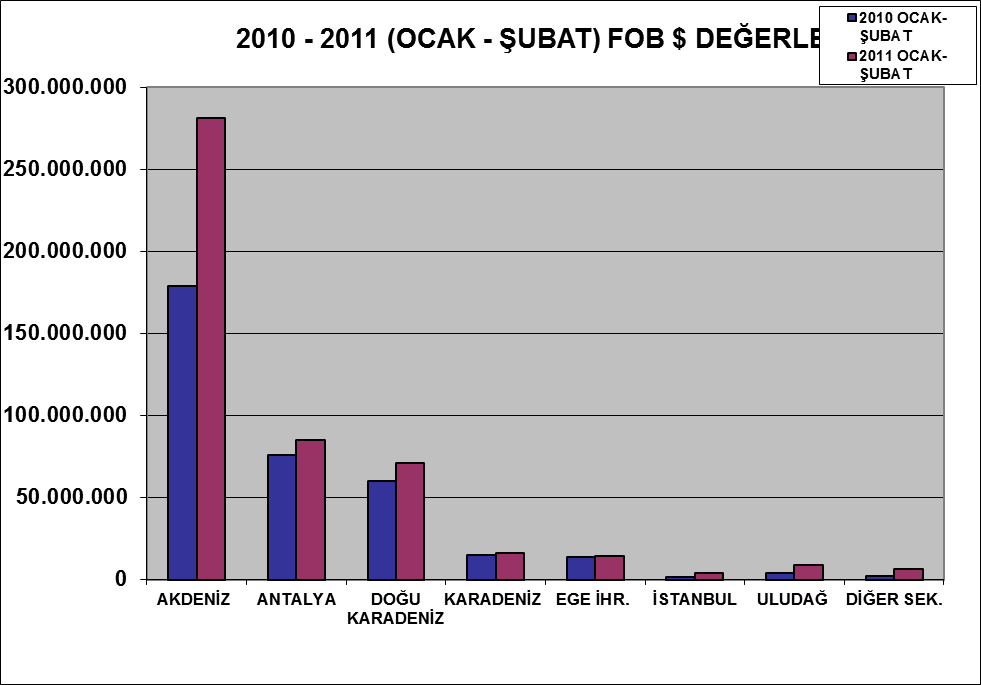 2010 - 2011 (OCAK - ŞUBAT) FOB $ DEĞERLE
2010 OCAK-
ŞUBAT
2011 OCAK-
ŞUBAT
300.000.000
250.000.000
200.000.000
150.000.000
100.000.000
50.000.000
0
AKDENİZ ANTALYA DOĞU KARADENİZ EGE İHR. İSTANBUL ULUDAĞ DİĞER SEK.
KARADENİZ